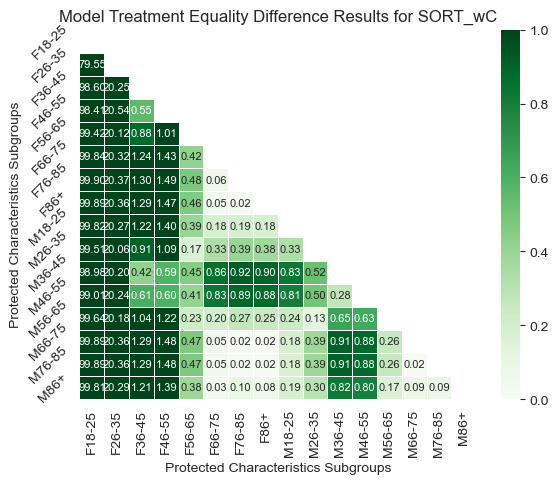 Model Treatment Equality Difference Results for SORT_wC
Protected Characteristics Subgroups
F18-25
F26-35
F36-45
F46-55
F56-65
F66-75
F76-85
F86+
M18-25
M26-35
M36-45
M46-55
M56-65
M66-75
M76-85
M86+
79.55
98.60 20.25
98.41 20.54 0.55
99.42 20.12 0.88 1.01
99.84 20.32 1.24 1.43 0.42
99.90 20.37 1.30 1.49 0.48 0.06
99.89 20.36 1.29 1.47 0.46 0.05 0.02
99.82 20.27 1.22 1.40 0.39 0.18 0.19 0.18
99.51 20.06 0.91 1.09 0.17 0.33 0.39 0.38 0.33
98.98 20.20 0.42 0.59 0.45 0.86 0.92 0.90 0.83 0.52
99.01 20.24 0.61 0.60 0.41 0.83 0.89 0.88 0.81 0.50 0.28
99.64 20.18 1.04 1.22 0.23 0.20 0.27 0.25 0.24 0.13 0.65 0.63
99.89 20.36 1.29 1.48 0.47 0.05 0.02 0.02 0.18 0.39 0.91 0.88 0.26
99.89 20.36 1.29 1.48 0.47 0.05 0.02 0.02 0.18 0.39 0.91 0.88 0.26 0.02
99.81 20.29 1.21 1.39 0.38 0.03 0.10 0.08 0.19 0.30 0.82 0.80 0.17 0.09 0.09
F18-25 F26-35 F36-45 F46-55 F56-65 F66-75 F76-85 F86+ M18-25 M26-35 M36-45 M46-55 M56-65 M66-75 M76-85 M86+
Protected Characteristics Subgroups
1.0
0.8
0.6
0.4
0.2
0.0